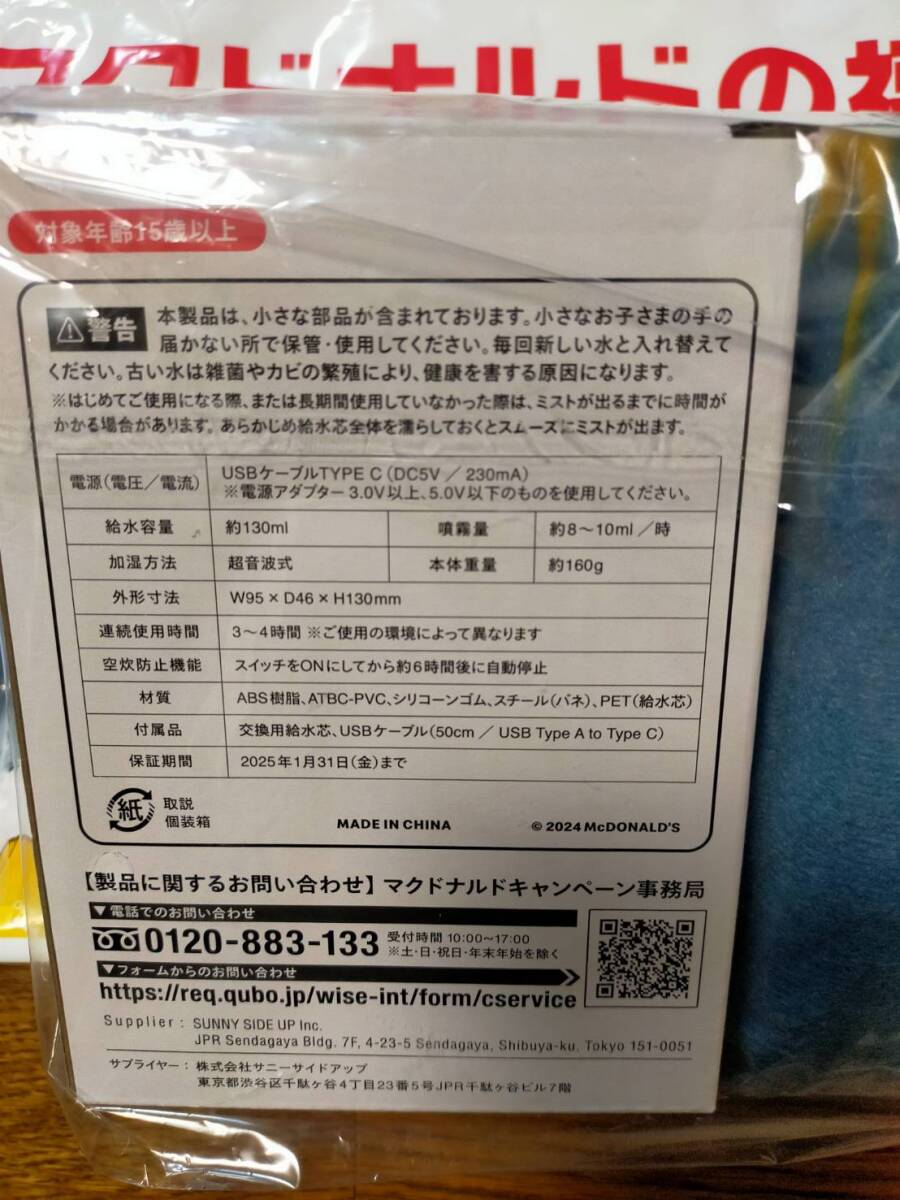 マクドナルドの福
対象年齢15歳以上
警告 本製品は、小さな部品が含まれております。小さなお子さまの手の
届かない所で保管・使用してください。毎回新しい水と入れ替えて
ください。古い水は雑菌やカビの繁殖により、健康を害する原因になります。
※はじめてご使用になる際、または長期間使用していなかった際は、ミストが出るまでに時間が
かかる場合があります。あらかじめ給水芯全体を濡らしておくとスムーズにミストが出ます。
電源（電圧／電流） USBケーブルTYPE C（DC5V ／ 230mA）
※電源アダプター 3.0V以上、5.0V以下のものを使用してください。
給水容量 約130ml 噴霧量 約8～10ml ／時
加湿方法 超音波式 本体重量 約160g
外形寸法 W95 × D46 × H130mm
連続使用時間 3～4時間 ※ご使用の環境によって異なります
空炊防止機能 スイッチをONにしてから約6時間後に自動停止
材質 ABS樹脂、ATBC-PVC、シリコーンゴム、スチール（バネ）、PET（給水芯）
付属品 交換用給水芯、USBケーブル（50cm ／ USB Type A to Type C）
保証期間 2025年1月31日（金）まで
紙 取説
個装箱
MADE IN CHINA © 2024 McDONALD'S
【製品に関するお問い合わせ】マクドナルドキャンペーン事務局
▼電話でのお問い合わせ
0120-883-133 受付時間 10:00～17:00
※土・日・祝日・年末年始を除く
▼フォームからのお問い合わせ
https://req.qubo.jp/wise-int/form/cservice
Supplier : SUNNY SIDE UP Inc.
JPR Sendagaya Bldg. 7F, 4-23-5 Sendagaya, Shibuya-ku, Tokyo 151-0051
サプライヤー：株式会社サニーサイドアップ
東京都渋谷区千駄ヶ谷4丁目23番5号JPR千駄ヶ谷ビル7階